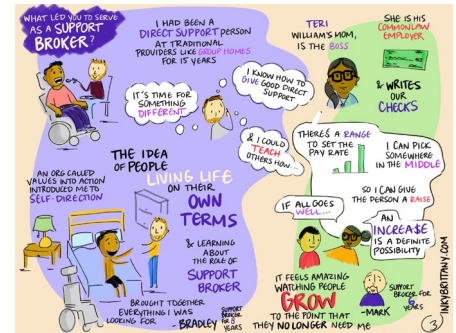 WHAT LED YOU TO SERVE
AS A SUPPORT
BROKER?
I HAD BEEN A
DIRECT SUPPORT PERSON
AT TRADITIONAL
PROVIDERS LIKE GROUP HOMES
FOR 15 YEARS
IT'S TIME FOR
SOMETHING
DIFFERENT
I KNOW HOW TO
GIVE GOOD DIRECT
SUPPORT
& I COULD
TEACH
OTHERS HOW...
AN ORG CALLED
VALUES INTO ACTION
INTRODUCED ME TO
SELF-DIRECTION
THE IDEA
OF PEOPLE
LIVING LIFE
ON THEIR
OWN
TERMS
& LEARNING
ABOUT
THE ROLE OF
SUPPORT
BROKER
BROUGHT TOGETHER
EVERYTHING I WAS
LOOKING FOR
- BRADLEY
SUPPORT
BROKER FOR
YEARS
TERI
WILLIAM'S MOM,
IS THE BOSS
SHE IS HIS
COMMONLAW
EMPLOYER
& WRITES
OUR
CHECKS
THERE'S A RANGE
TO SET THE
PAY RATE
I CAN PICK
SOMEWHERE
IN THE MIDDLE
SO I CAN GIVE
THE PERSON A RAISE
IF ALL GOES
WELL...
AN
INCREA$E
IS A DEFINITE
POSSIBILITY
IT FEELS AMAZING
WATCHING PEOPLE
GROW
TO THE POINT THAT
THEY NO LONGER NEED ME
-MARK
SUPPORT
BROKER FOR
YEARS
INKYBRITTANY.COM
3